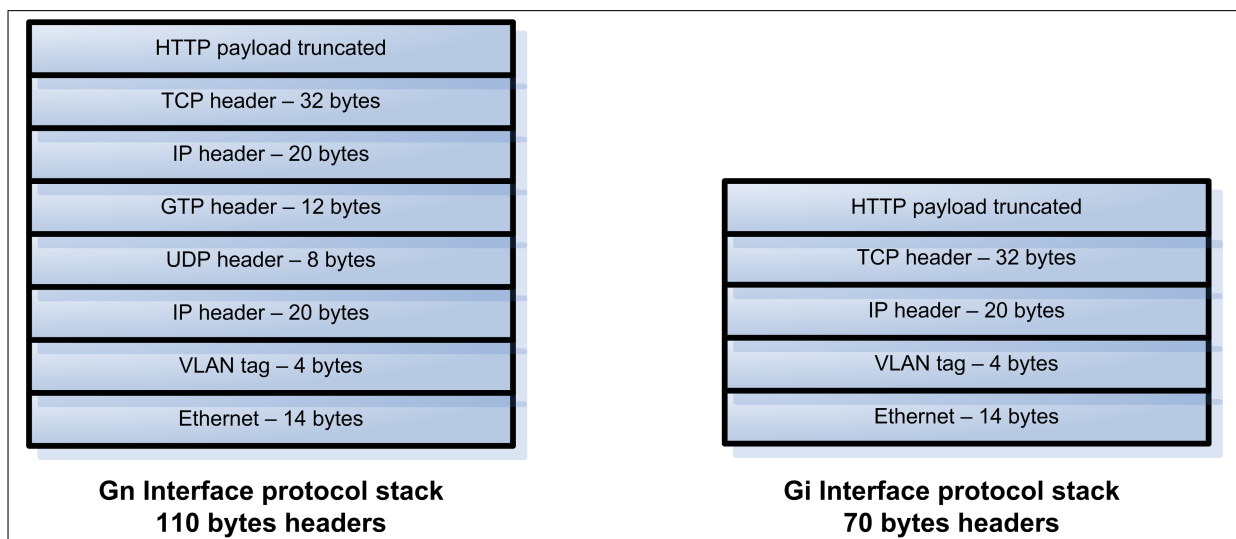 HTTP payload truncated
TCP header – 32 bytes
IP header – 20 bytes
GTP header – 12 bytes
UDP header – 8 bytes
IP header – 20 bytes
VLAN tag – 4 bytes
Ethernet – 14 bytes
Gn Interface protocol stack
110 bytes headers
HTTP payload truncated
TCP header – 32 bytes
IP header – 20 bytes
VLAN tag – 4 bytes
Ethernet – 14 bytes
Gi Interface protocol stack
70 bytes headers